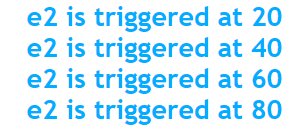 e2 is triggered at 20
e2 is triggered at 40
e2 is triggered at 60
e2 is triggered at 80